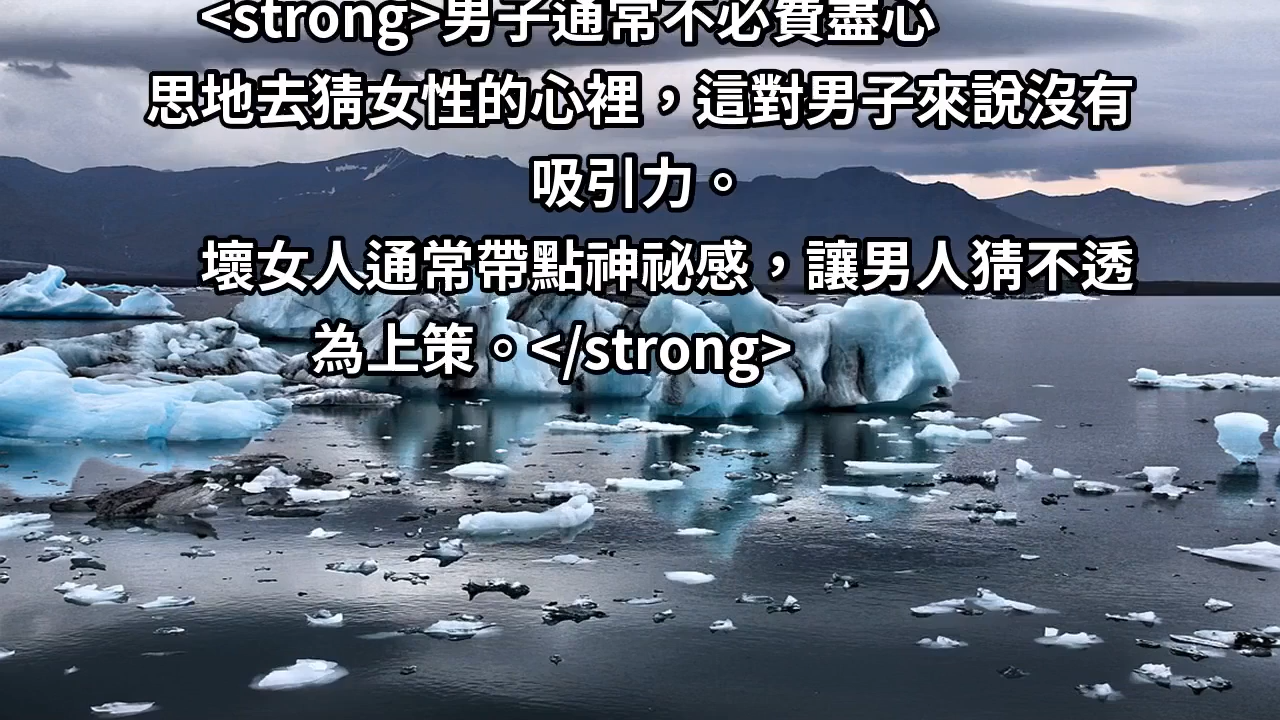 <strong>男子通常不必費盡心
思地去猜女性的心裡，這對男子來說沒有
吸引力。
壞女人通常帶點神祕感，讓男人猜不透
為上策。</strong>